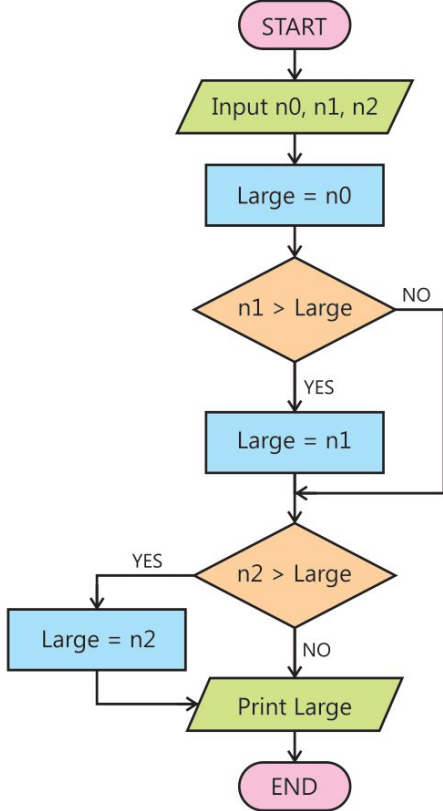 START
Input n0, n1, n2
Large = n0
n1 > Large
NO
YES
Large = n1
n2 > Large
YES
Large = n2
NO
Print Large
END